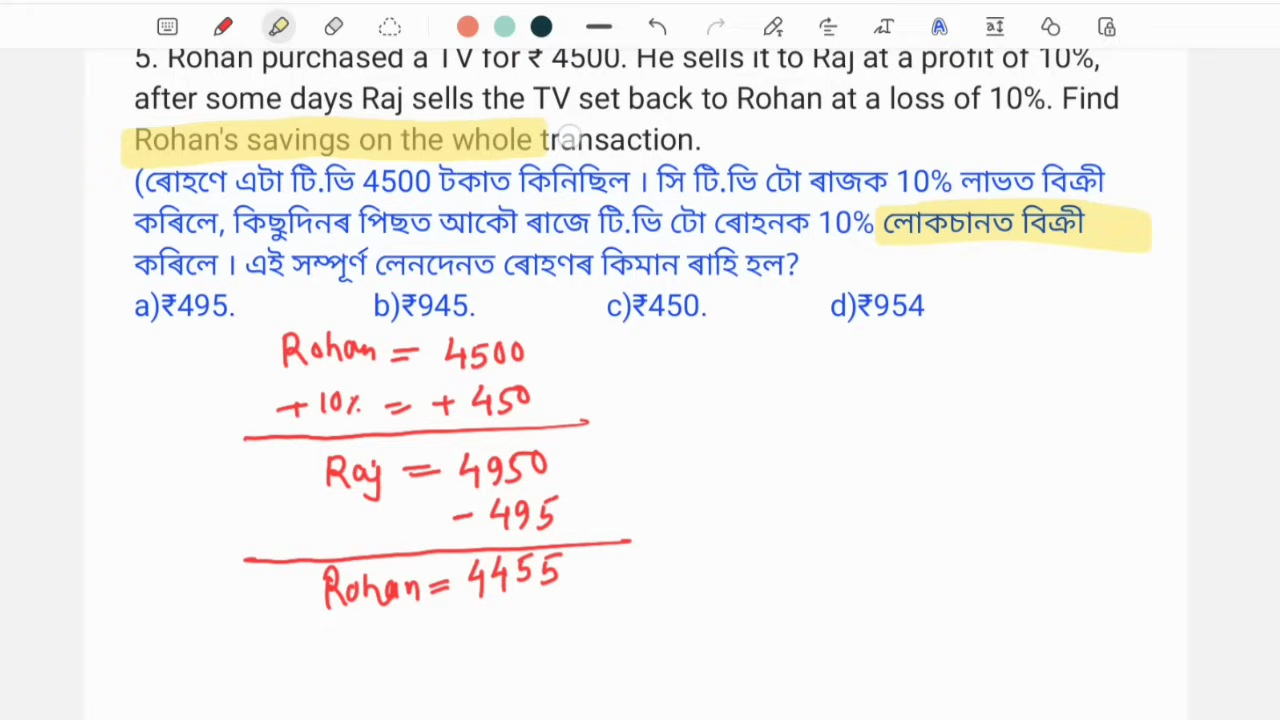 5. Rohan purchased a TV for ₹ 4500. He sells it to Raj at a profit of 10%,
after some days Raj sells the TV set back to Rohan at a loss of 10%. Find
Rohan's savings on the whole transaction.
(ৰোহণে এটা টি.ভি 4500 টকাত কিনিছিল । সি টি.ভি টো ৰাজক 10% লাভত বিক্ৰী
কৰিলে, কিছুদিনৰ পিছত আকৌ ৰাজে টি.ভি টো ৰোহনক 10% লোকচানত বিক্ৰী
কৰিলে । এই সম্পূৰ্ণ লেনদেনত ৰোহণৰ কিমান ৰাহি হল?
a)₹495. b)₹945. c)₹450. d)₹954
Rohan = 4500
+ 10% = + 450
Raj = 4950
- 495
Rohan = 4455